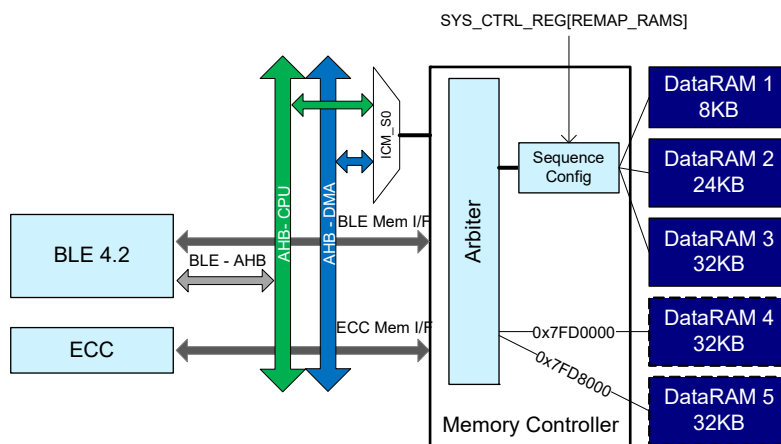 SYS_CTRL_REG[REMAP_RAMS]
AHB- CPU
AHB - DMA
ICM_S0
Arbiter
Sequence
Config
DataRAM 1
8KB
DataRAM 2
24KB
DataRAM 3
32KB
BLE 4.2
BLE - AHB
BLE Mem I/F
ECC
ECC Mem I/F
0x7FD0000
0x7FD8000
DataRAM 4
32KB
DataRAM 5
32KB
Memory Controller